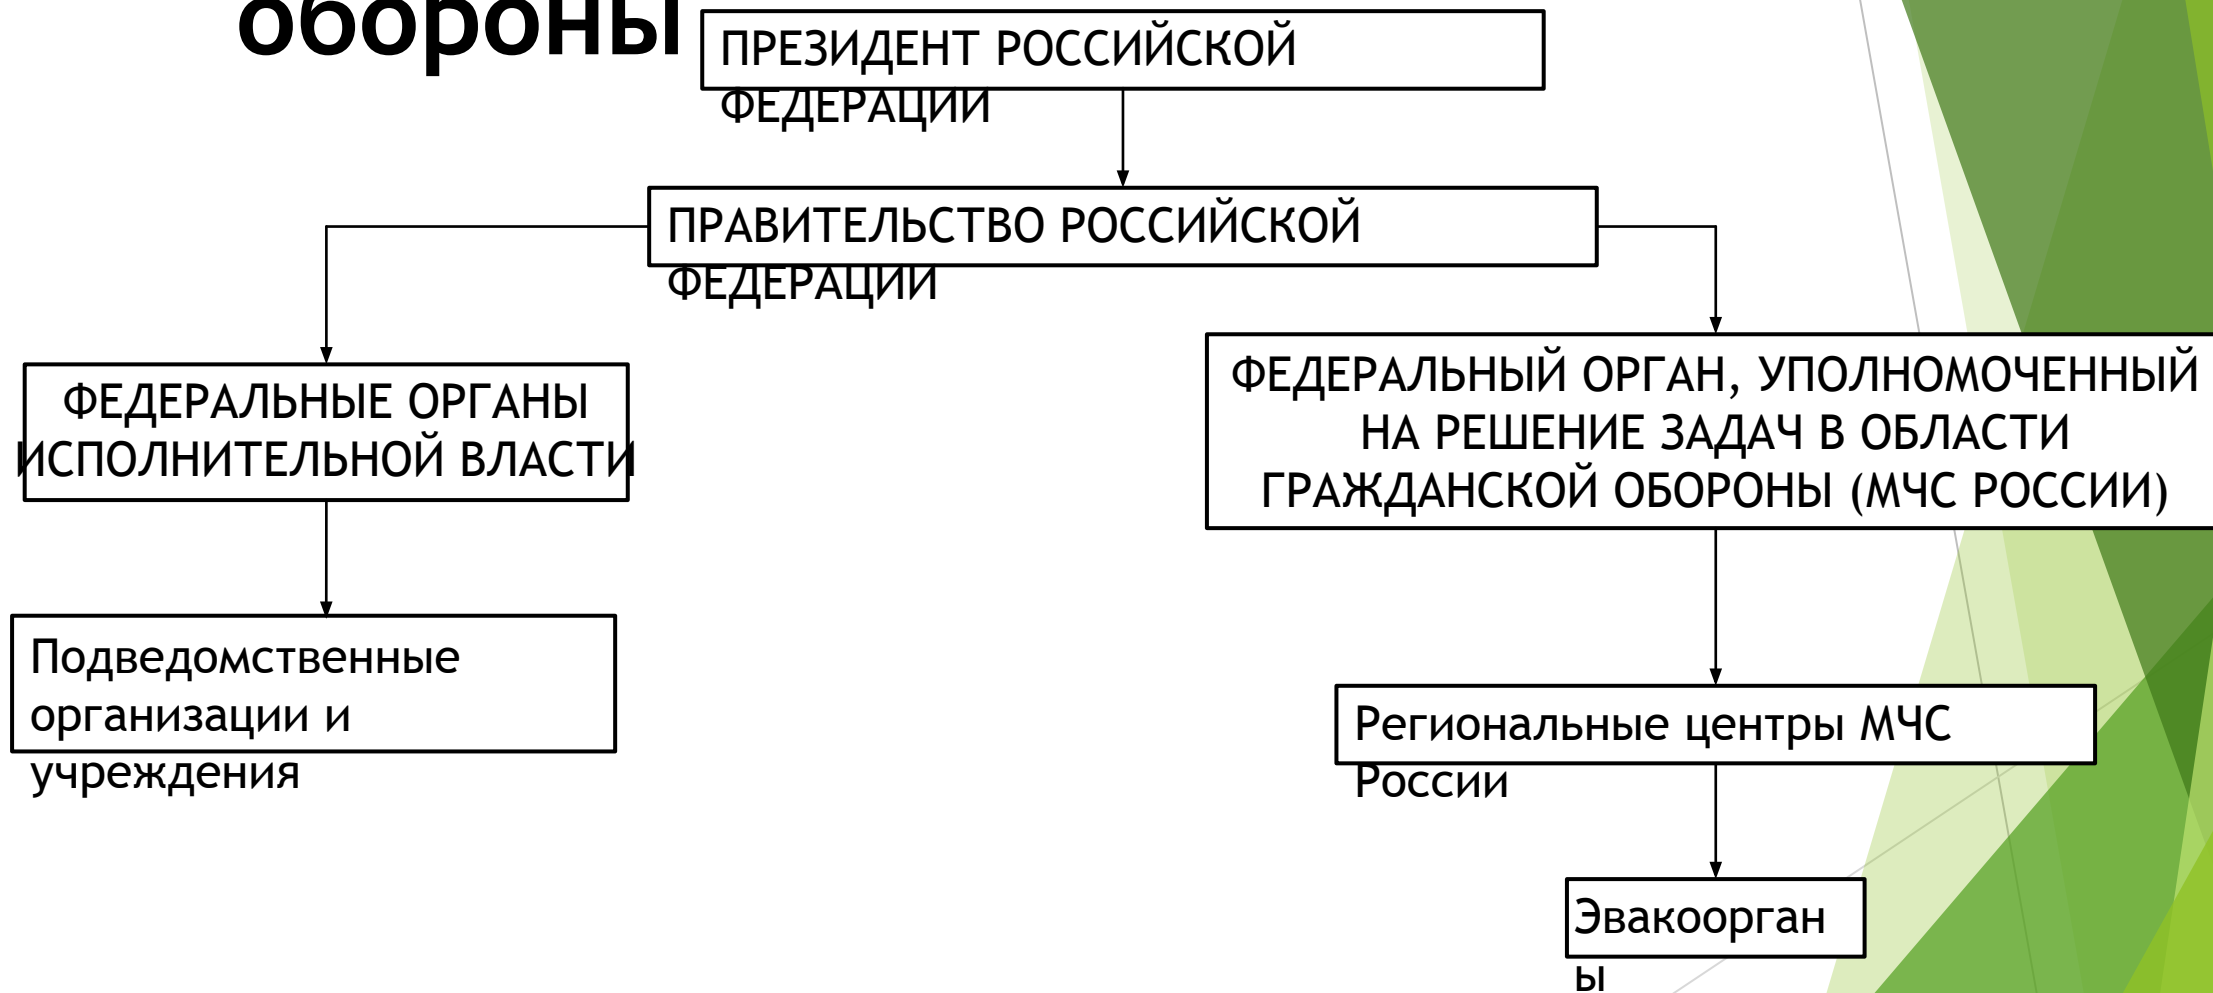 обороны
ПРЕЗИДЕНТ РОССИЙСКОЙ
ФЕДЕРАЦИИ
ПРАВИТЕЛЬСТВО РОССИЙСКОЙ
ФЕДЕРАЦИИ
ФЕДЕРАЛЬНЫЕ ОРГАНЫ
ИСПОЛНИТЕЛЬНОЙ ВЛАСТИ
ФЕДЕРАЛЬНЫЙ ОРГАН, УПОЛНОМОЧЕННЫЙ
НА РЕШЕНИЕ ЗАДАЧ В ОБЛАСТИ
ГРАЖДАНСКОЙ ОБОРОНЫ (МЧС РОССИИ)
Подведомственные
организации и
учреждения
Региональные центры МЧС
России
Эвакоорган
ы